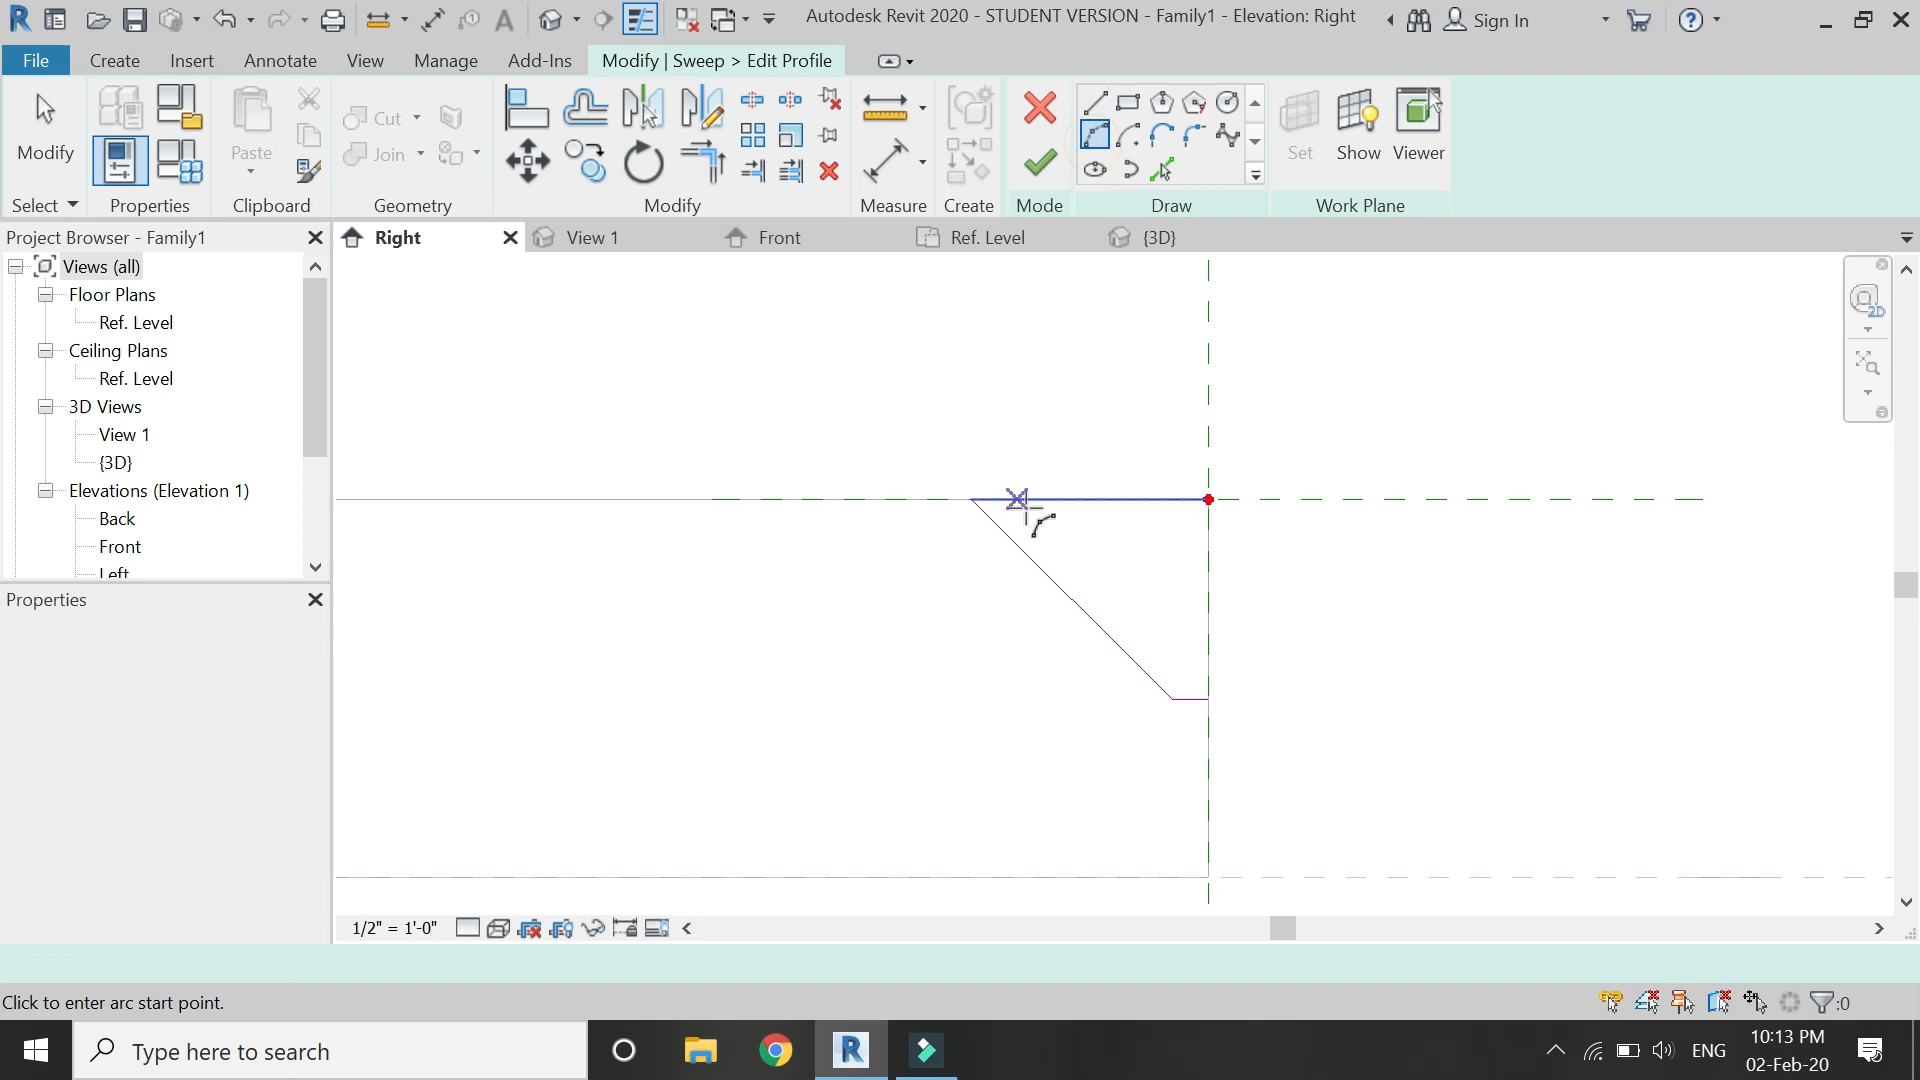 Autodesk Revit 2020 - STUDENT VERSION - Family1 - Elevation: Right
Sign In
File
Create
Insert
Annotate
View
Manage
Add-Ins
Modify | Sweep > Edit Profile
Modify
Paste
Cut
Join
Set
Show
Viewer
Select
Properties
Clipboard
Geometry
Modify
Measure
Create
Mode
Draw
Work Plane
Project Browser - Family1
Right
View 1
Front
Ref. Level
{3D}
Views (all)
Floor Plans
Ref. Level
Ceiling Plans
Ref. Level
3D Views
View 1
{3D}
Elevations (Elevation 1)
Back
Front
Left
Properties
2D
1/2" = 1'-0"
Click to enter arc start point.
:0
Type here to search
ENG
10:13 PM
02-Feb-20